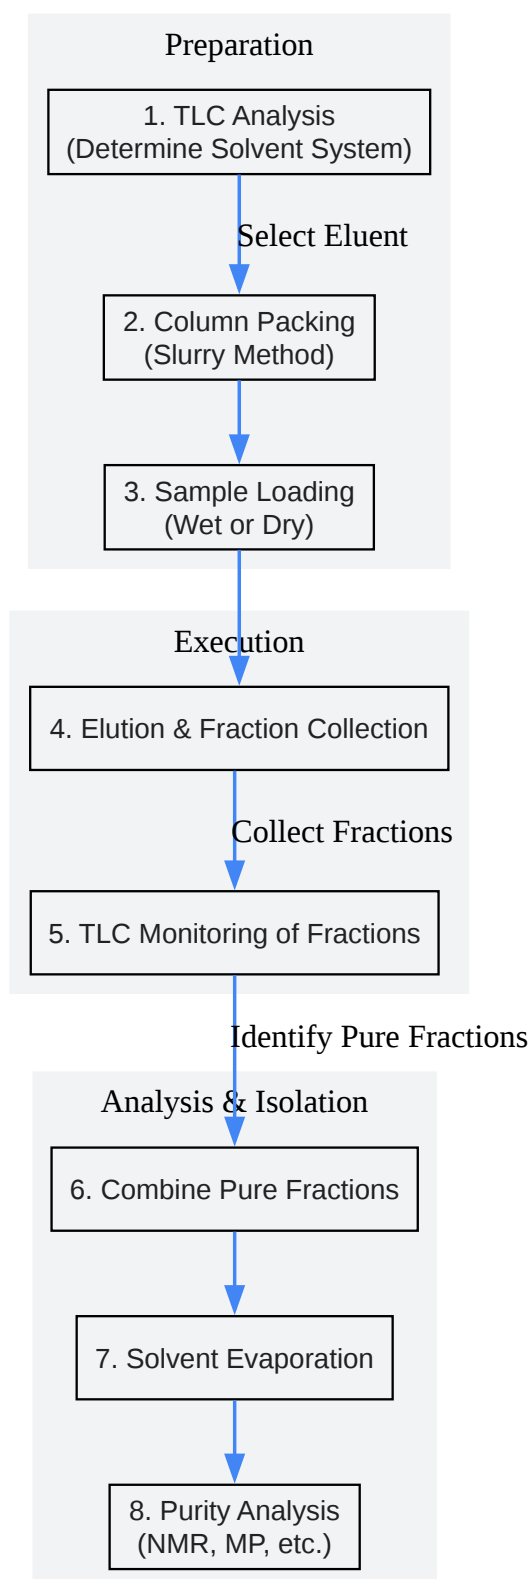 Preparation
1. TLC Analysis
(Determine Solvent System)
Select Eluent
2. Column Packing
(Slurry Method)
3. Sample Loading
(Wet or Dry)
Execution
4. Elution & Fraction Collection
Collect Fractions
5. TLC Monitoring of Fractions
Identify Pure Fractions
Analysis & Isolation
6. Combine Pure Fractions
7. Solvent Evaporation
8. Purity Analysis
(NMR, MP, etc.)